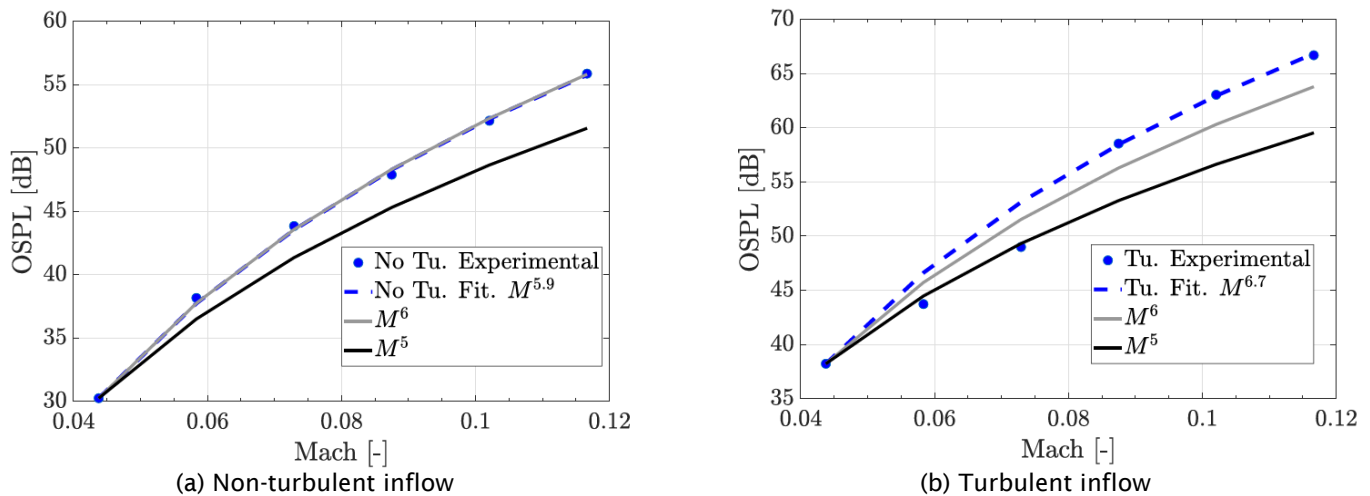 60
55
50
45
40
35
30
OSPL [dB]
No Tu. Experimental
No Tu. Fit. $M^{5.9}$
$M^6$
$M^5$
0.04 0.06 0.08 0.1 0.12
Mach [-]
(a) Non-turbulent inflow
70
65
60
55
50
45
40
35
OSPL [dB]
Tu. Experimental
Tu. Fit. $M^{6.7}$
$M^6$
$M^5$
0.04 0.06 0.08 0.1 0.12
Mach [-]
(b) Turbulent inflow